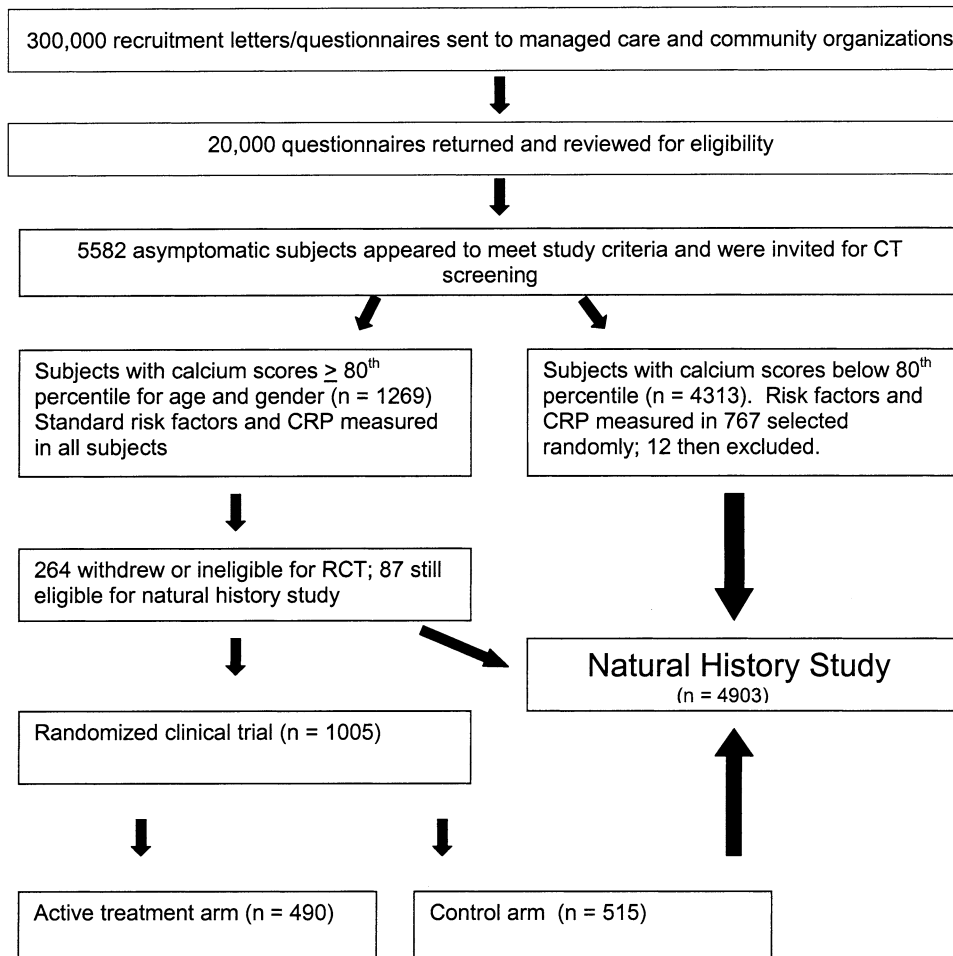 300,000 recruitment letters/questionnaires sent to managed care and community organizations
20,000 questionnaires returned and reviewed for eligibility
5582 asymptomatic subjects appeared to meet study criteria and were invited for CT
screening
Subjects with calcium scores ≥ 80th
percentile for age and gender (n = 1269)
Standard risk factors and CRP measured
in all subjects
Subjects with calcium scores below 80th
percentile (n = 4313).  Risk factors and
CRP measured in 767 selected
randomly; 12 then excluded.
264 withdrew or ineligible for RCT; 87 still
eligible for natural history study
Natural History Study
(n = 4903)
Randomized clinical trial (n = 1005)
Active treatment arm (n = 490)
Control arm  (n = 515)